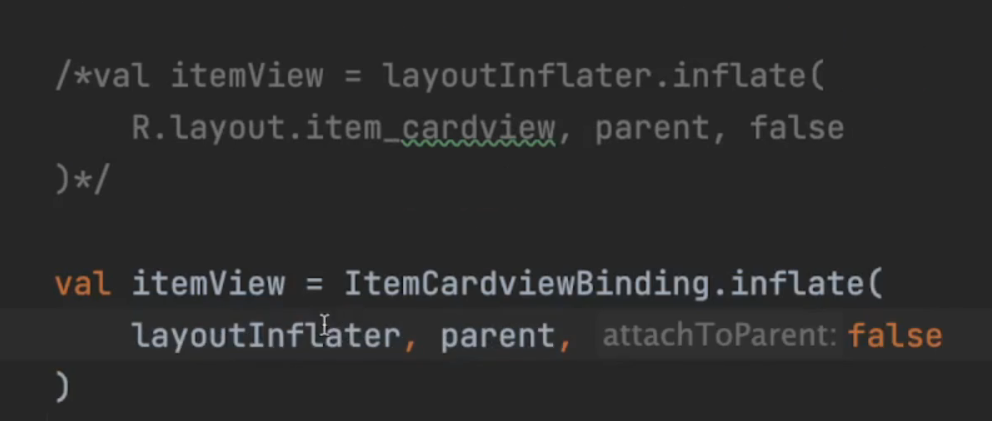 /*val itemView = layoutInflater.inflate(
R.layout.item_cardview, parent, false
)*/
val itemView = ItemCardviewBinding.inflate(
layoutInflater, parent, attachToParent: false
)